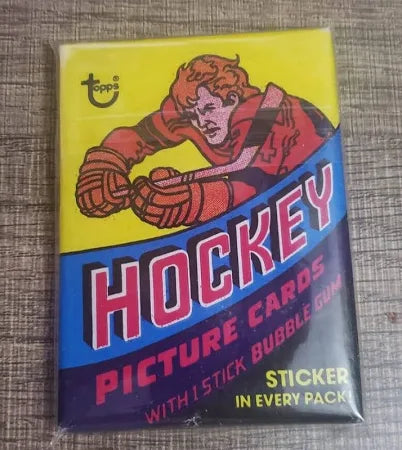 topps®
HOCKEY
PICTURE CARDS
WITH 1 STICK BUBBLE GUM
STICKER
IN EVERY PACK!